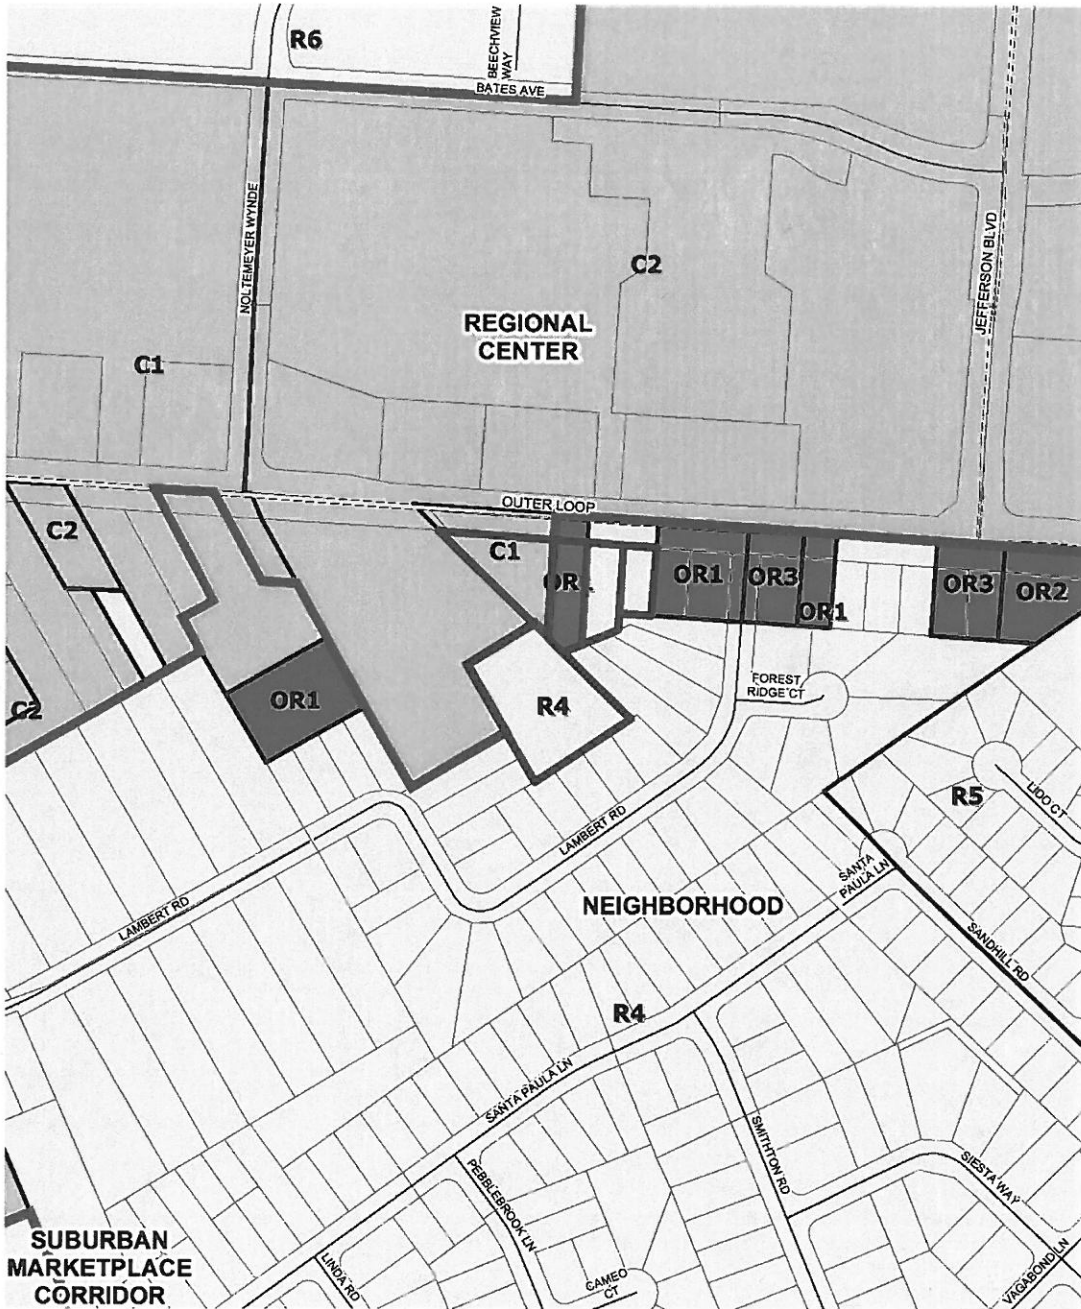 R6
BEECHVIEW
WAY
BATES AVE
NOLTEMEYER WYNDE
JEFFERSON BLVD
C2
REGIONAL
CENTER
C1
OUTER LOOP
C2
C1
OR
OR1
OR3
OR1
OR3
OR2
FOREST
RIDGE CT
C2
OR1
R4
R5
LIDO CT
LAMBERT RD
SANTA
PAULA LN
LAMBERT RD
NEIGHBORHOOD
SANDHILL RD
R4
SANTA PAULA LN
SMITHTON RD
SIESTA WAY
PEBBLEBROOK LN
VAGABOND LN
LINDA RD
CAMEO
CT
SUBURBAN
MARKETPLACE
CORRIDOR